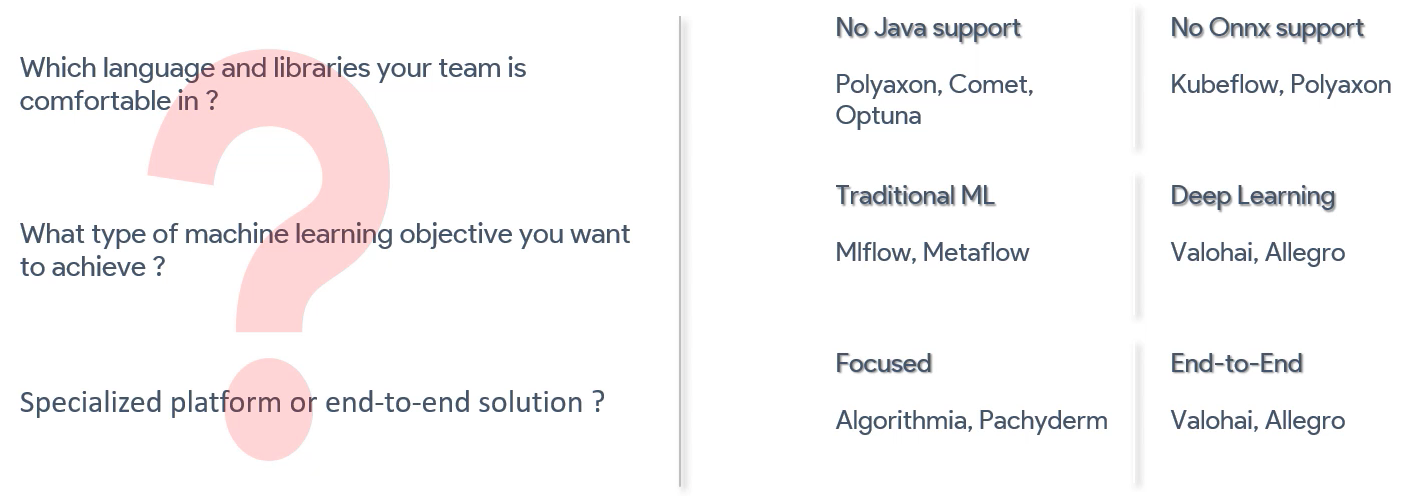 Which language and libraries your team is
comfortable in ?
No Java support
Polyaxon, Comet,
Optuna
No Onnx support
Kubeflow, Polyaxon
What type of machine learning objective you want
to achieve ?
Traditional ML
Mlflow, Metaflow
Deep Learning
Valohai, Allegro
Specialized platform or end-to-end solution ?
Focused
Algorithmia, Pachyderm
End-to-End
Valohai, Allegro